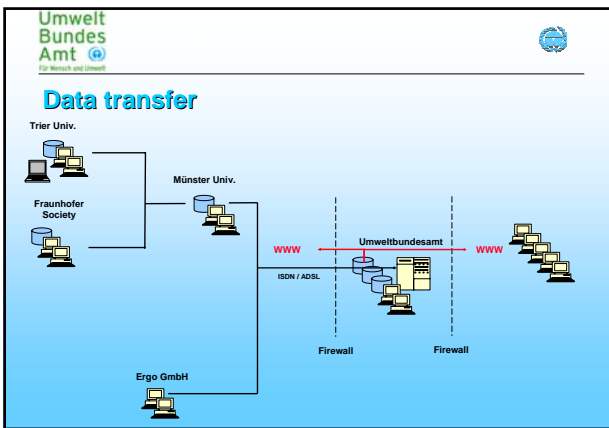 Umwelt
Bundes
Amt
Für Mensch und Umwelt
Data transfer
Trier Univ.
Münster Univ.
Fraunhofer
Society
WWW
Umweltbundesamt
WWW
ISDN / ADSL
Firewall
Firewall
Ergo GmbH